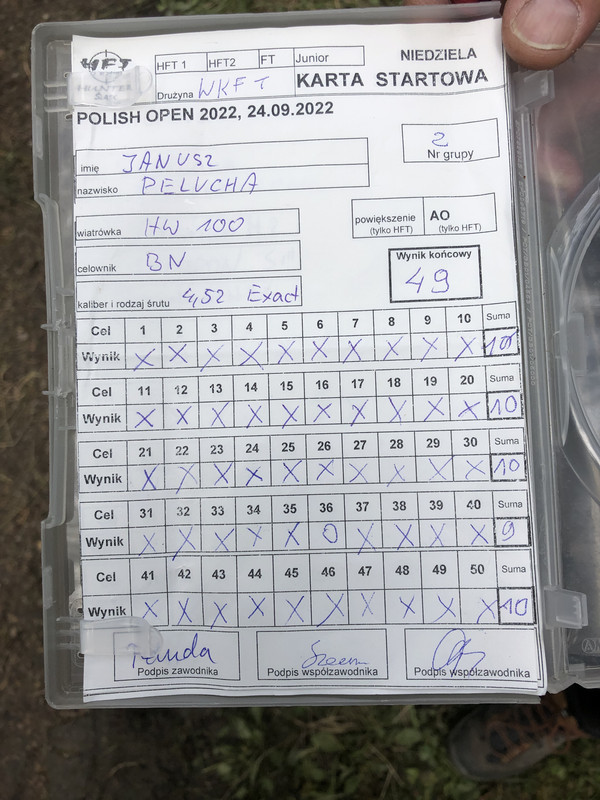 HFT HFT 1 HFT2 FT Junior NIEDZIELA
HUNTER
Drużyna WKFT KARTA STARTOWA
POLISH OPEN 2022, 24.09.2022
imię JANUSZ
2
Nr grupy
nazwisko PELUCHA
wiatrówka HW 100
powiększenie (tylko HFT) AO (tylko HFT)
celownik BN
Wynik końcowy
49
kaliber i rodzaj śrutu 4,52 Exact
Cel 1 2 3 4 5 6 7 8 9 10 Suma
Wynik X X X X X X X X X X 10
Cel 11 12 13 14 15 16 17 18 19 20 Suma
Wynik X X X X X X X X X X 10
Cel 21 22 23 24 25 26 27 28 29 30 Suma
Wynik X X X X X X X X X X 10
Cel 31 32 33 34 35 36 37 38 39 40 Suma
Wynik X X X X X O X X X X 9
Cel 41 42 43 44 45 46 47 48 49 50 Suma
Wynik X X X X X X X X X X 10
Podpis zawodnika Podpis współzawodnika Podpis współzawodnika